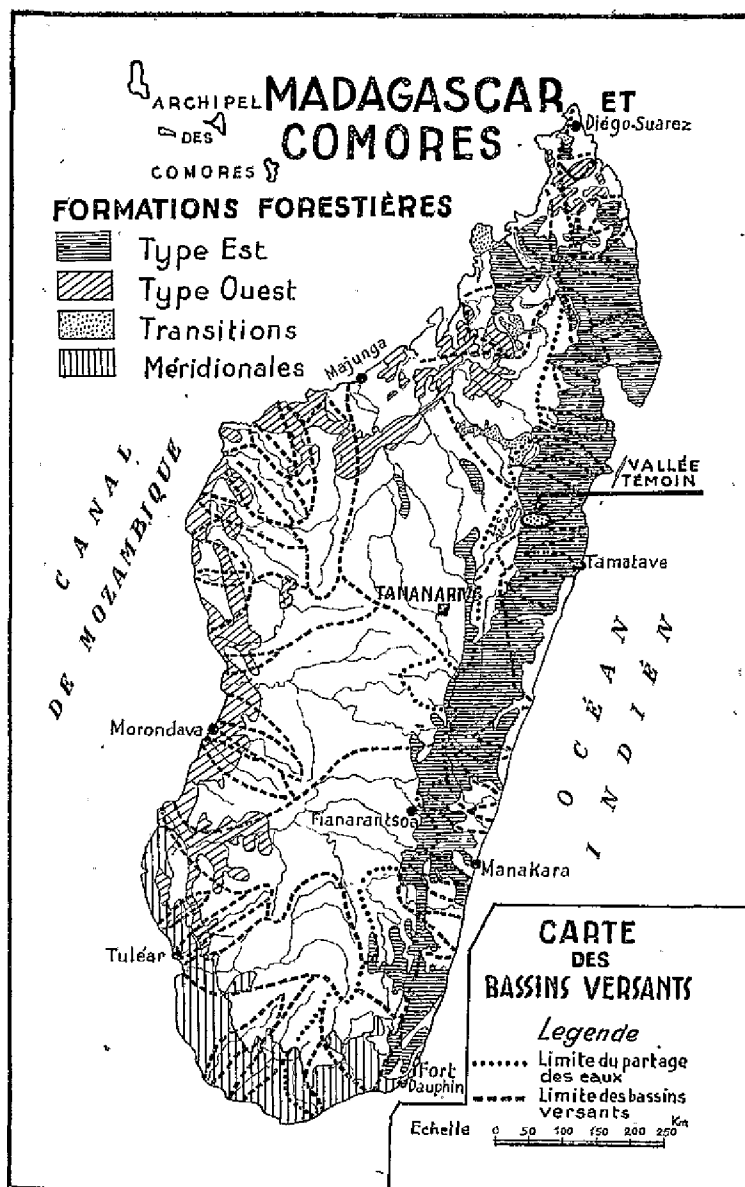 MADAGASCAR ET
COMORES
ARCHIPEL
DES
COMORES
Diégo-Suarez
FORMATIONS FORESTIÈRES
Type Est
Type Ouest
Transitions
Méridionales
Majunga
CANAL
DE MOZAMBIQUE
VALLÉE
TÉMOIN
Tamatave
TANANARIVE
OCÉAN
INDIÉN
Morondava
Fianarantsoa
Manakara
Tuléar
Fort
Dauphin
CARTE
DES
BASSINS VERSANTS
Legende
Limite du partage
des eaux
Limite des bassins
versants
Echelle 0 50 100 150 200 250 Km